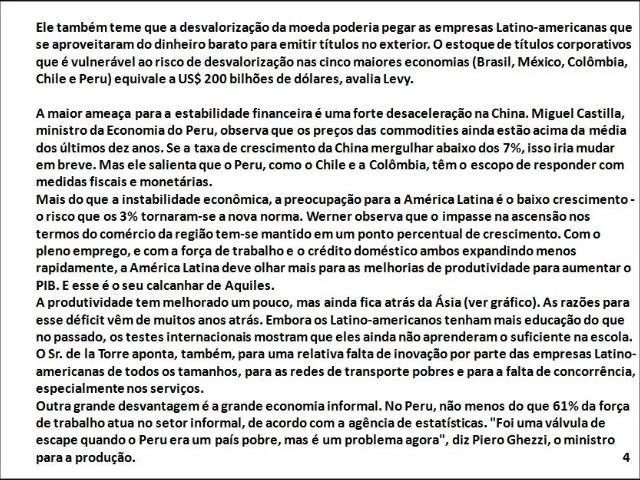 Ele também teme que a desvalorização da moeda poderia pegar as empresas Latino-americanas que
se aproveitaram do dinheiro barato para emitir títulos no exterior. O estoque de títulos corporativos
que é vulnerável ao risco de desvalorização nas cinco maiores economias (Brasil, México, Colômbia,
Chile e Peru) equivale a US$ 200 bilhões de dólares, avalia Levy.
A maior ameaça para a estabilidade financeira é uma forte desaceleração na China. Miguel Castilla,
ministro da Economia do Peru, observa que os preços das commodities ainda estão acima da média
dos últimos dez anos. Se a taxa de crescimento da China mergulhar abaixo dos 7%, isso iria mudar
em breve. Mas ele salienta que o Peru, como o Chile e a Colômbia, têm o escopo de responder com
medidas fiscais e monetárias.
Mais do que a instabilidade econômica, a preocupação para a América Latina é o baixo crescimento -
o risco que os 3% tornaram-se a nova norma. Werner observa que o impasse na ascensão nos
termos do comércio da região tem-se mantido em um ponto percentual de crescimento. Com o
pleno emprego, e com a força de trabalho e o crédito doméstico ambos expandindo menos
rapidamente, a América Latina deve olhar mais para as melhorias de produtividade para aumentar o
PIB. E esse é o seu calcanhar de Aquiles.
A produtividade tem melhorado um pouco, mas ainda fica atrás da Ásia (ver gráfico). As razões para
esse déficit vêm de muitos anos atrás. Embora os Latino-americanos tenham mais educação do que
no passado, os testes internacionais mostram que eles ainda não aprenderam o suficiente na escola.
O Sr. de la Torre aponta, também, para uma relativa falta de inovação por parte das empresas Latino-
americanas de todos os tamanhos, para as redes de transporte pobres e para a falta de concorrência,
especialmente nos serviços.
Outra grande desvantagem é a grande economia informal. No Peru, não menos do que 61% da força
de trabalho atua no setor informal, de acordo com a agência de estatísticas. "Foi uma válvula de
escape quando o Peru era um país pobre, mas é um problema agora", diz Piero Ghezzi, o ministro
para a produção.
4